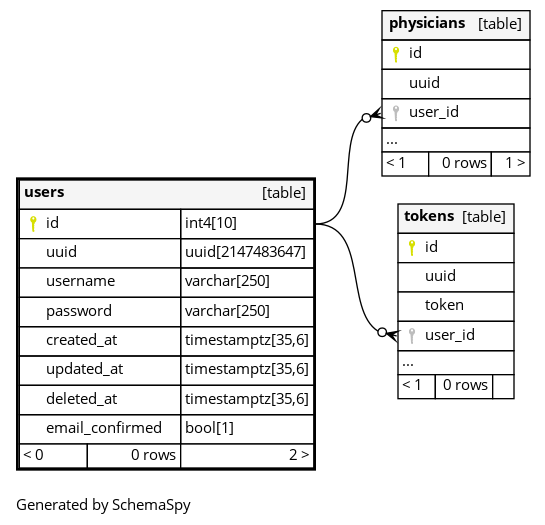 physicians [table]
id
uuid
user_id
...
< 1 0 rows 1 >
users [table]
id int4[10]
uuid uuid[2147483647]
username varchar[250]
password varchar[250]
created_at timestamptz[35,6]
updated_at timestamptz[35,6]
deleted_at timestamptz[35,6]
email_confirmed bool[1]
< 0 0 rows 2 >
tokens [table]
id
uuid
token
user_id
...
< 1 0 rows
Generated by SchemaSpy